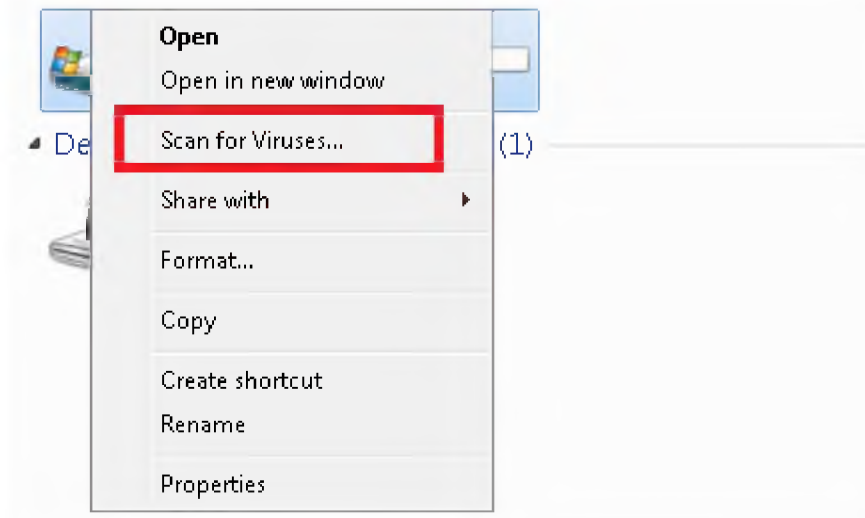 Open
Open in new window
Scan for Viruses...
De (1)
Share with
Format...
Copy
Create shortcut
Rename
Properties